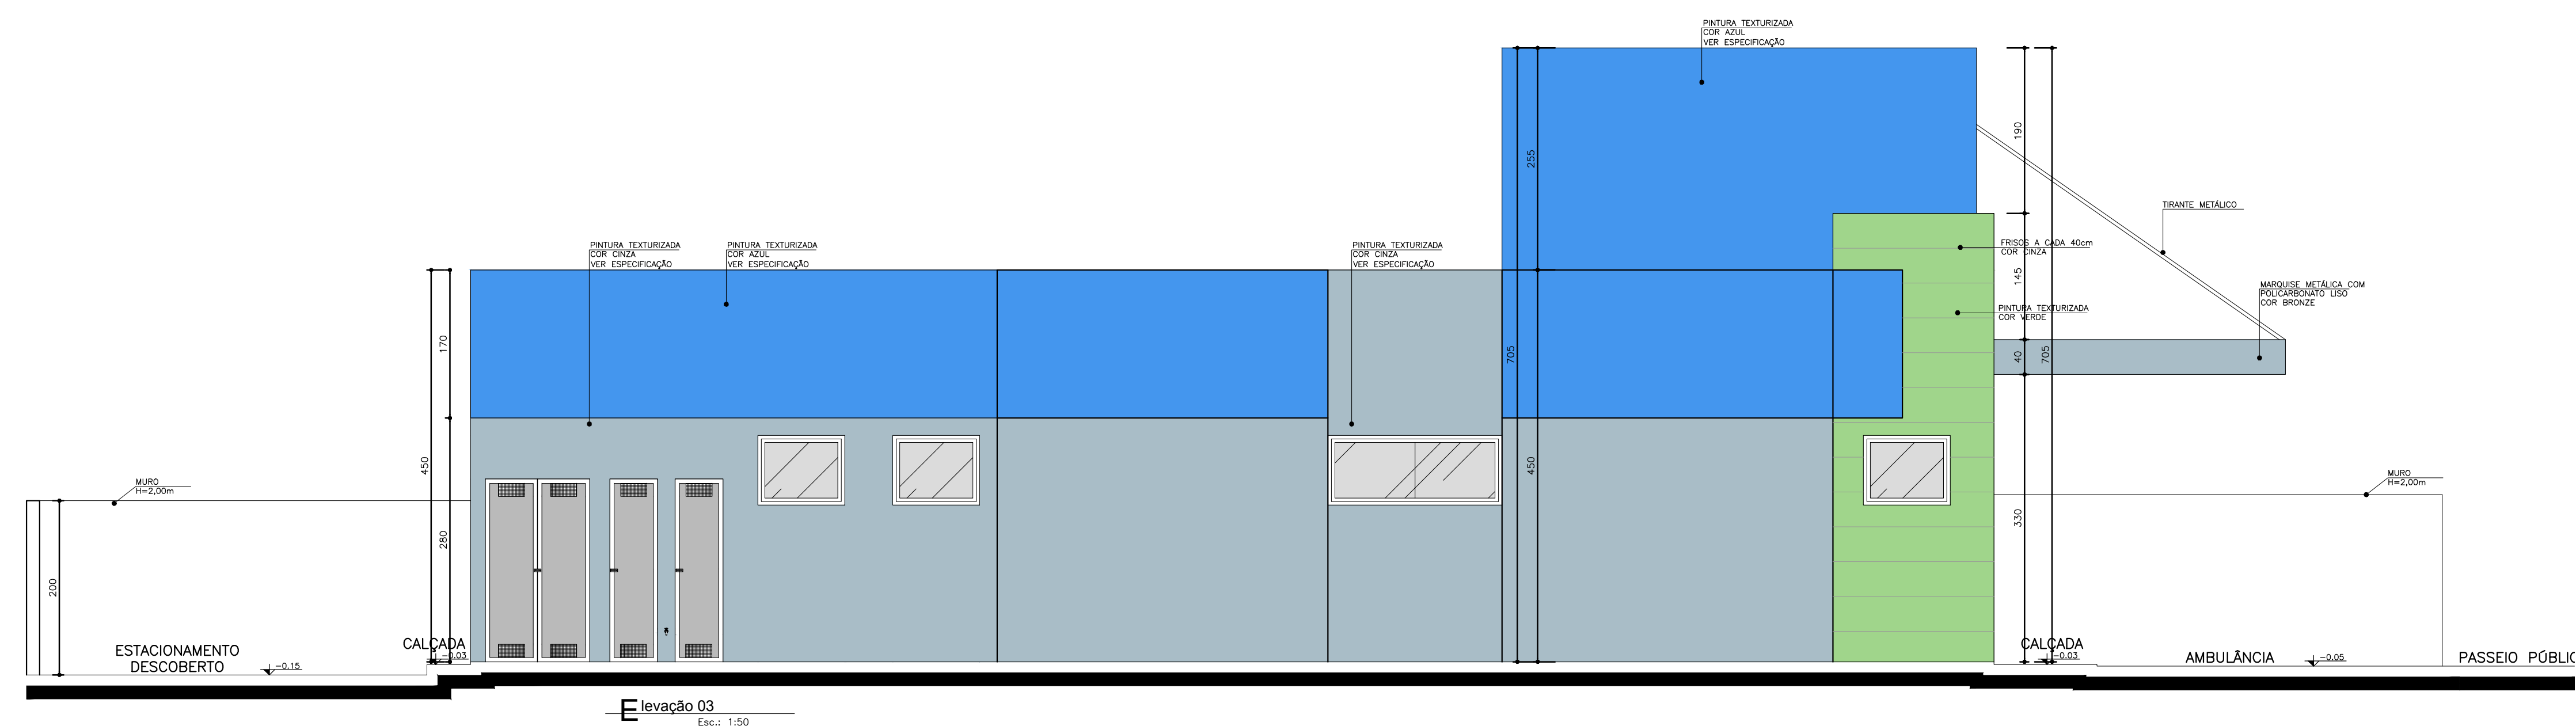 PINTURA TEXTURIZADA
COR AZUL
VER ESPECIFICAÇÃO
190
255
TIRANTE METÁLICO
PINTURA TEXTURIZADA
COR CINZA
VER ESPECIFICAÇÃO
PINTURA TEXTURIZADA
COR AZUL
VER ESPECIFICAÇÃO
PINTURA TEXTURIZADA
COR CINZA
VER ESPECIFICAÇÃO
FRISOS A CADA 40cm
COR CINZA
145
MARQUISE METÁLICA COM
POLICARBONATO LISO
COR BRONZE
PINTURA TEXTURIZADA
COR VERDE
170
705
40
705
450
450
MURO
H=2,00m
MURO
H=2,00m
280
330
200
ESTACIONAMENTO
DESCOBERTO
-0.15
CALÇADA
-0.03
CALÇADA
-0.03
AMBULÂNCIA
-0.05
PASSEIO PÚBLIC
Elevação 03
Esc.: 1:50